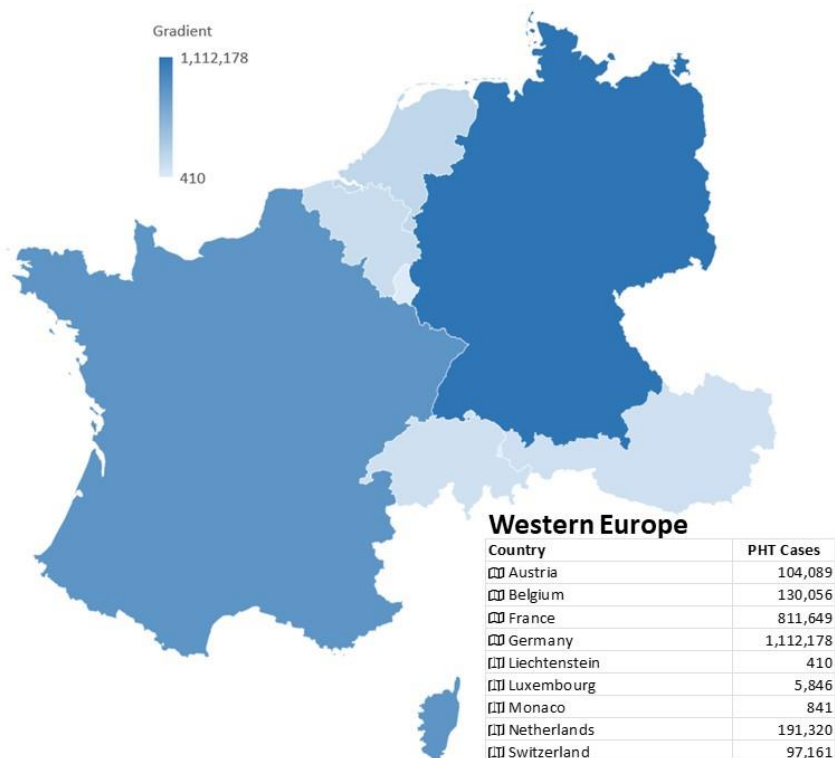 Gradient
1,112,178
410
Western Europe
Country PHT Cases
Austria 104,089
Belgium 130,056
France 811,649
Germany 1,112,178
Liechtenstein 410
Luxembourg 5,846
Monaco 841
Netherlands 191,320
Switzerland 97,161